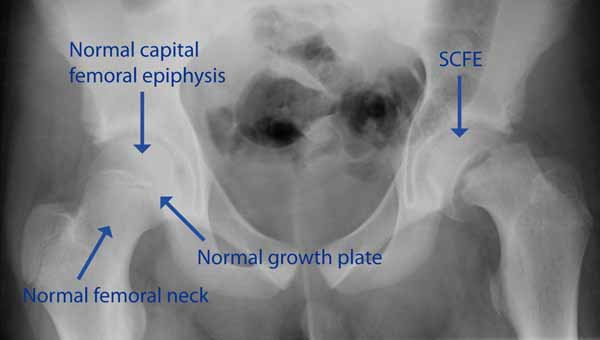 Normal capital
femoral epiphysis
SCFE
Normal growth plate
Normal femoral neck